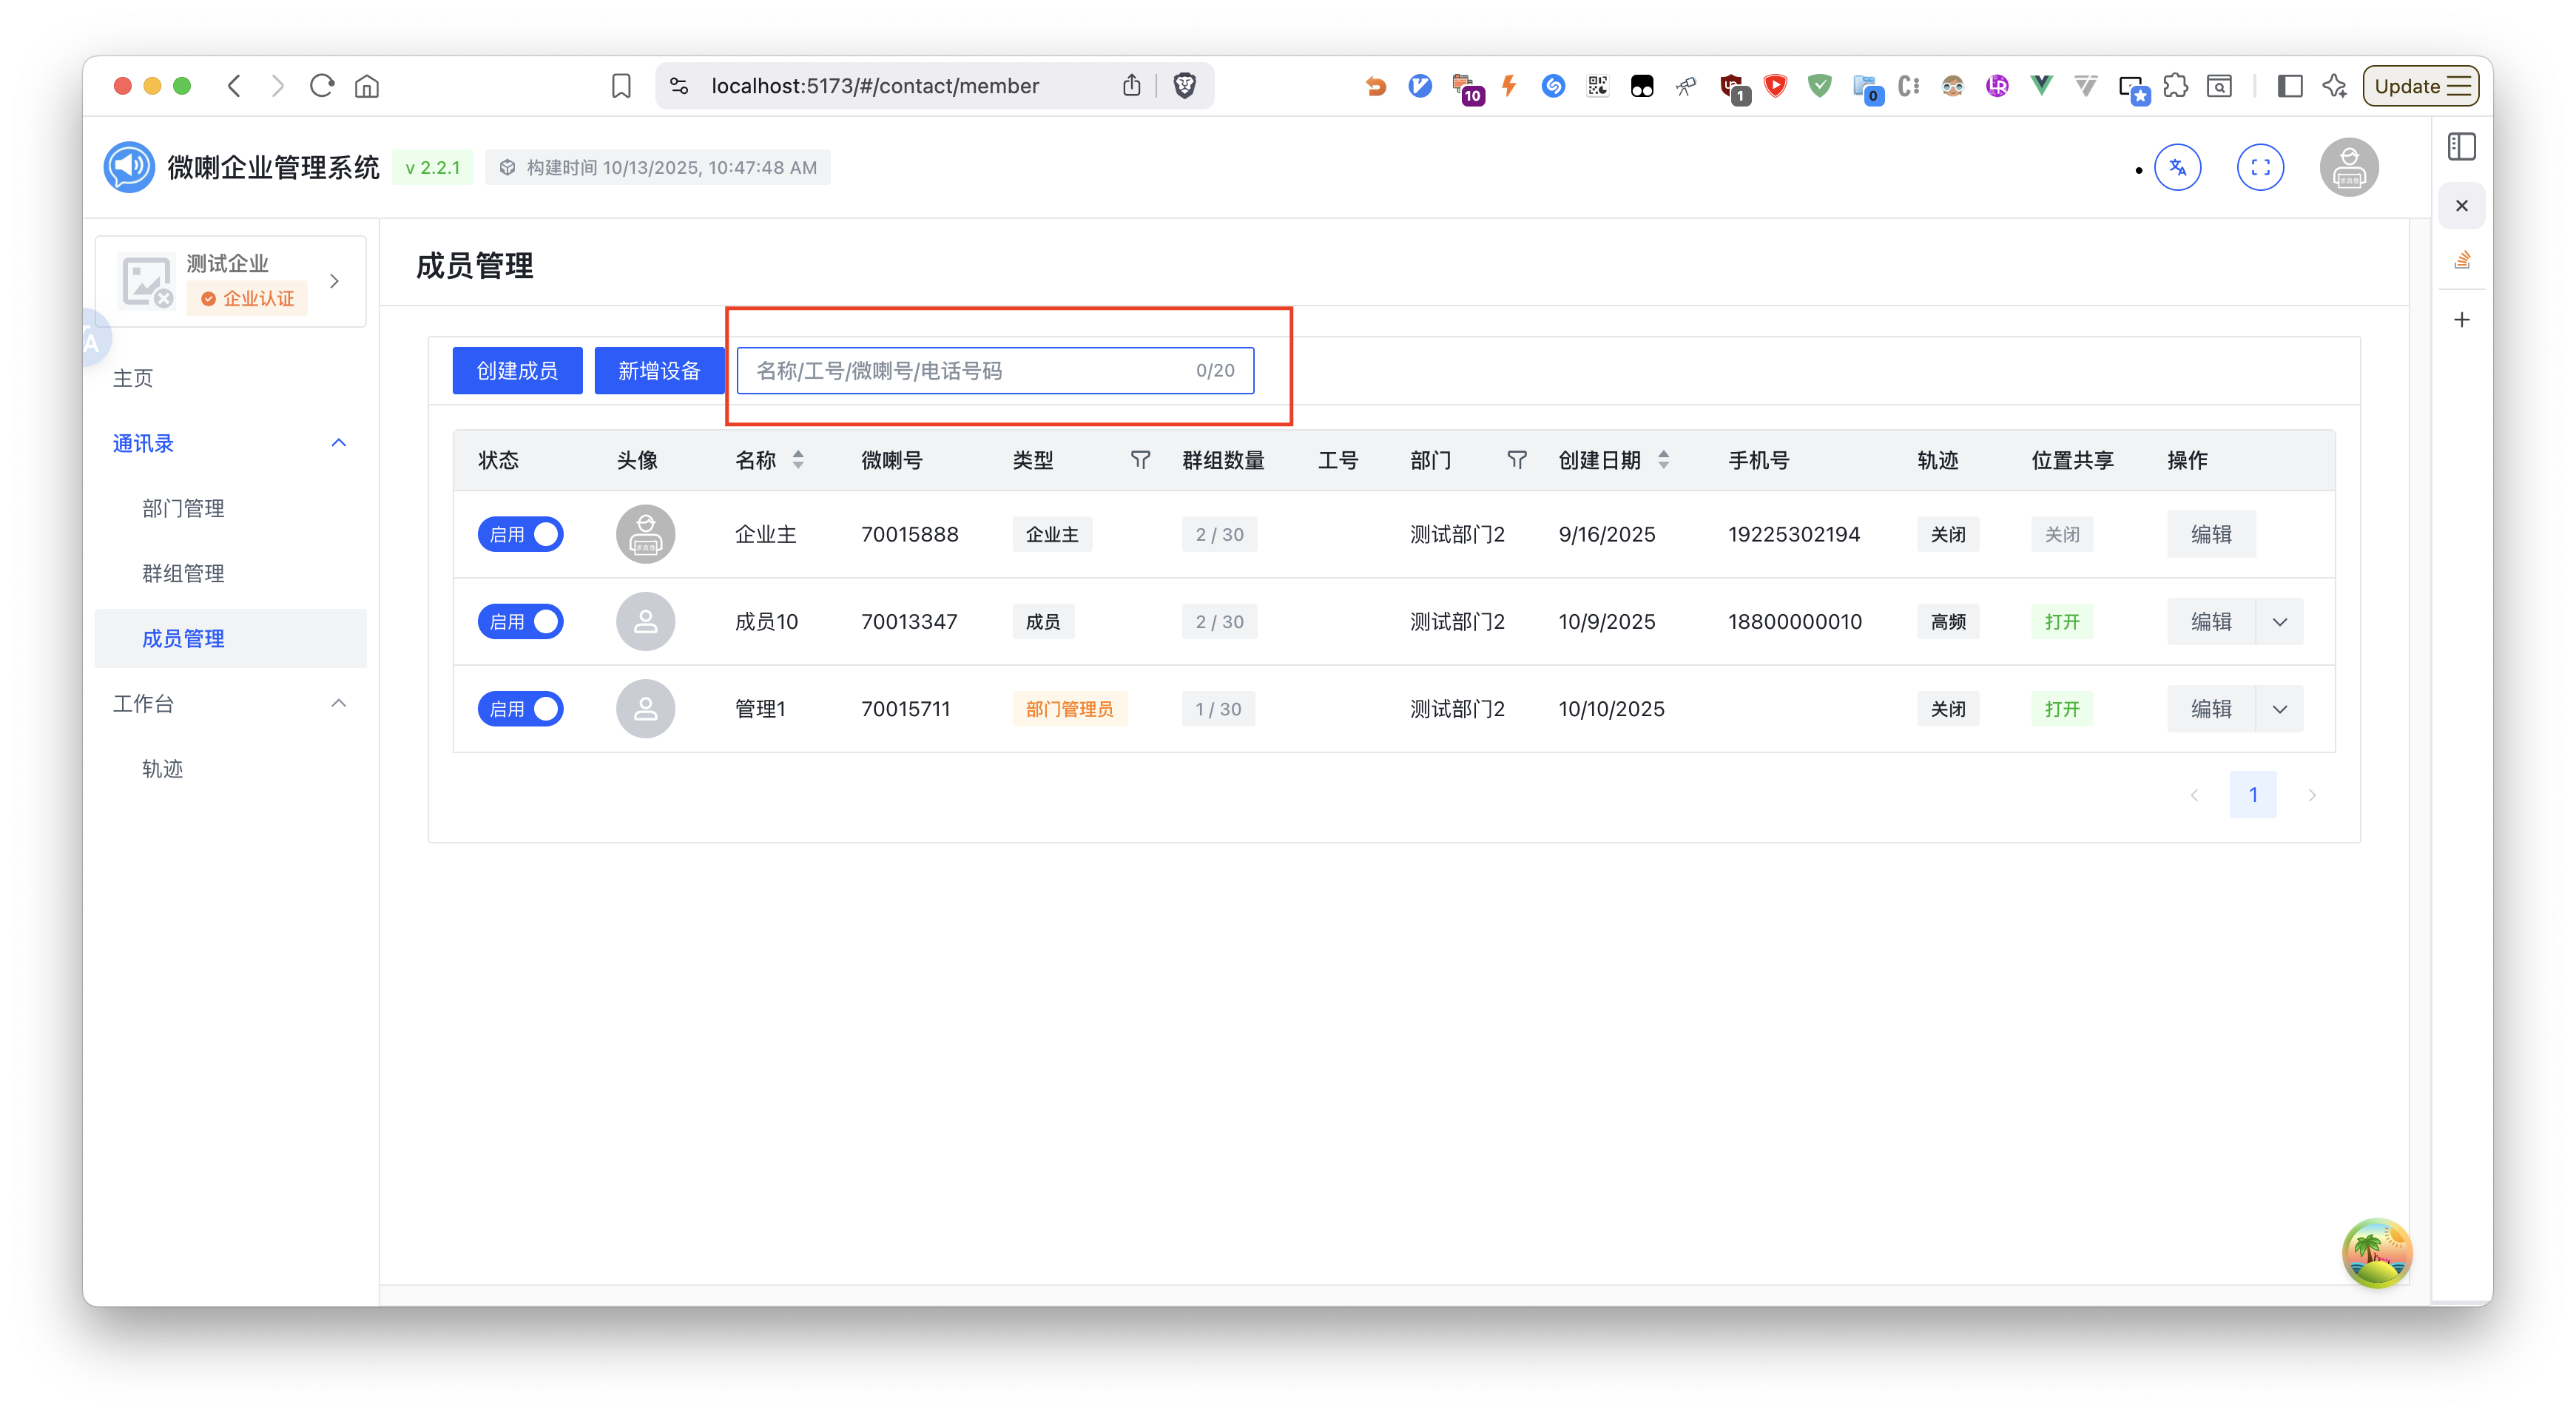 localhost:5173/#/contact/member
10
1
0
Update
微喇企业管理系统
v 2.2.1
构建时间 10/13/2025, 10:47:48 AM
测试企业
企业认证
主页
通讯录
部门管理
群组管理
成员管理
工作台
轨迹
成员管理
创建成员 新增设备 名称/工号/微喇号/电话号码 0/20
状态 头像 名称 微喇号 类型 群组数量 工号 部门 创建日期 手机号 轨迹 位置共享 操作
启用 企业主 70015888 企业主 2 / 30 测试部门2 9/16/2025 19225302194 关闭 关闭 编辑
启用 成员10 70013347 成员 2 / 30 测试部门2 10/9/2025 18800000010 高频 打开 编辑
启用 管理1 70015711 部门管理员 1 / 30 测试部门2 10/10/2025 关闭 打开 编辑
1